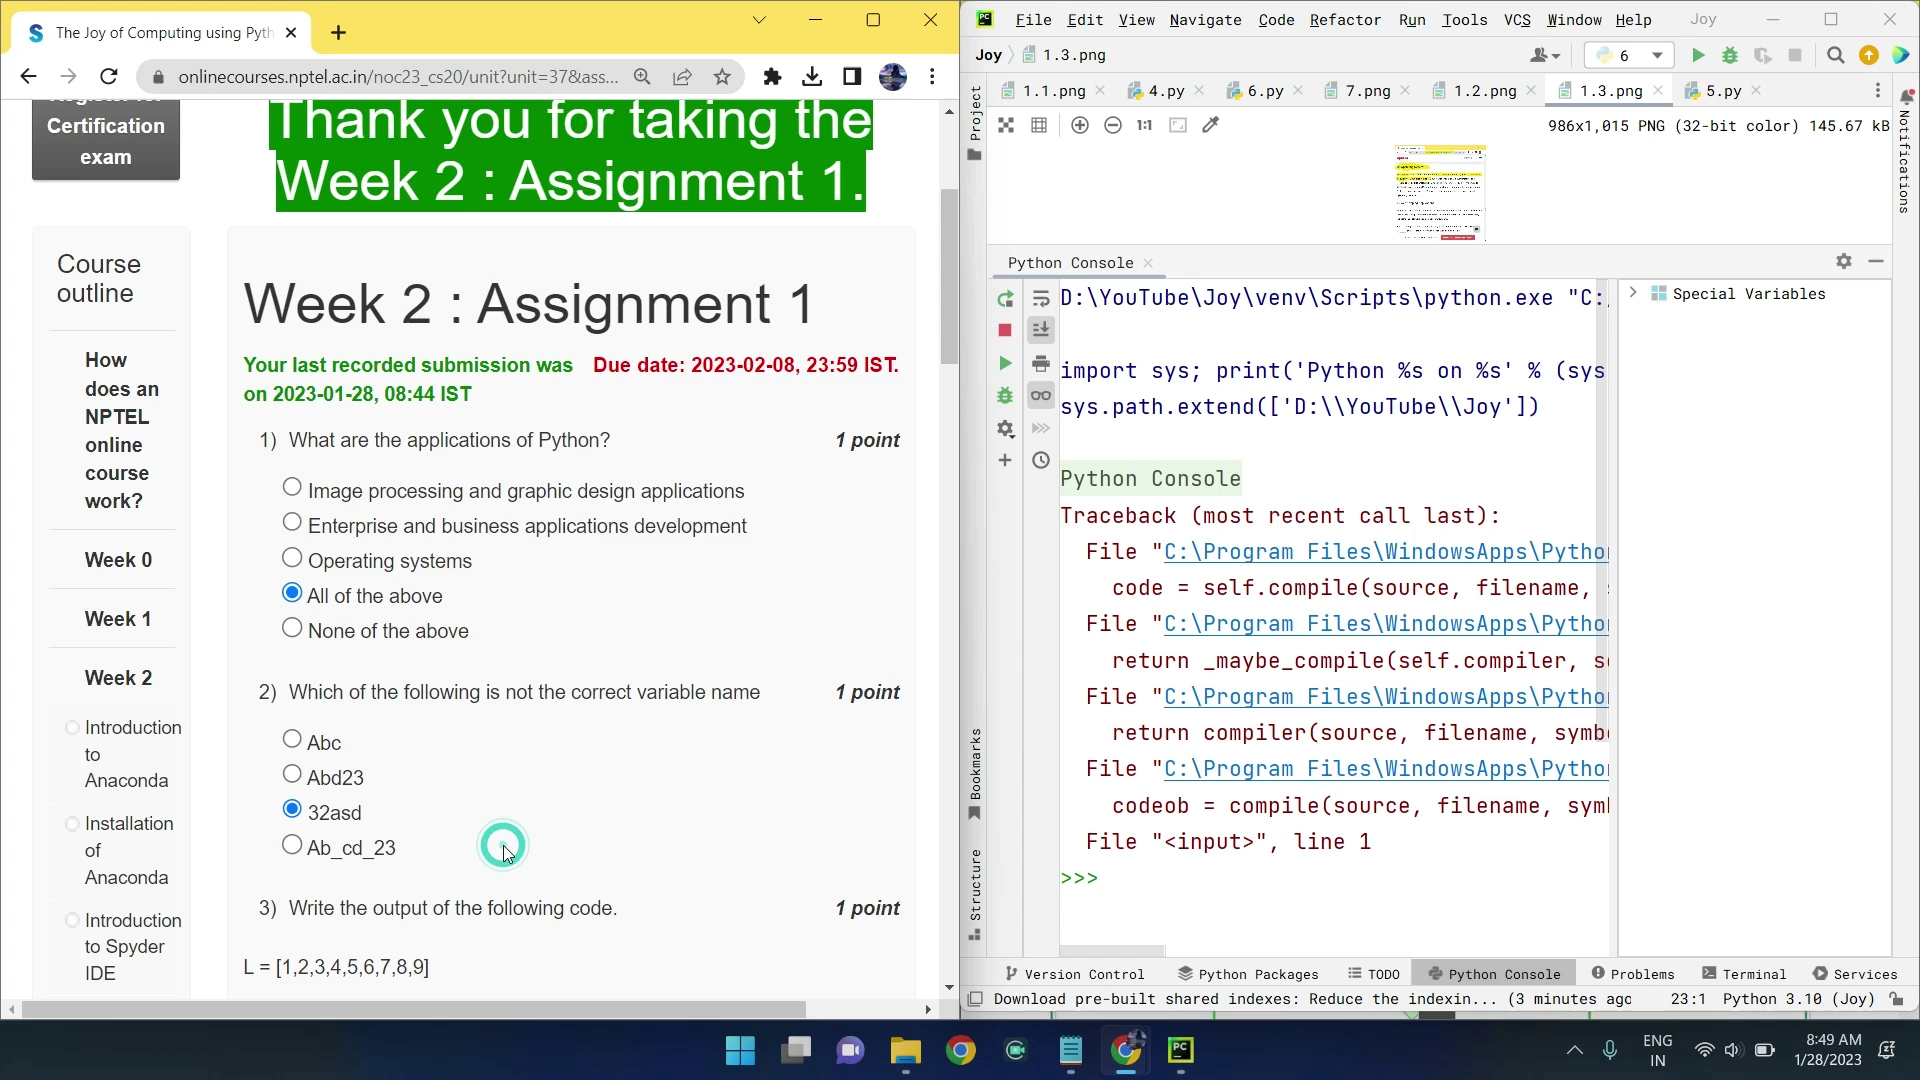 The Joy of Computing using Pyth
onlinecourses.nptel.ac.in/noc23_cs20/unit?unit=37&ass...
Certification
exam
Thank you for taking the
Week 2 : Assignment 1.
Course
outline
How
does an
NPTEL
online
course
work?
Week 0
Week 1
Week 2
Introduction
to
Anaconda
Installation
of
Anaconda
Introduction
to Spyder
IDE
Week 2 : Assignment 1
Your last recorded submission was
on 2023-01-28, 08:44 IST
Due date: 2023-02-08, 23:59 IST.
1) What are the applications of Python? 1 point
Image processing and graphic design applications
Enterprise and business applications development
Operating systems
All of the above
None of the above
2) Which of the following is not the correct variable name 1 point
Abc
Abd23
32asd
Ab_cd_23
3) Write the output of the following code. 1 point
L = [1,2,3,4,5,6,7,8,9]
PC File Edit View Navigate Code Refactor Run Tools VCS Window Help Joy
Joy 1.3.png 6
1.1.png 4.py 6.py 7.png 1.2.png 1.3.png 5.py
1:1 986x1,015 PNG (32-bit color) 145.67 kB
Project
Notifications
Bookmarks
Structure
Python Console
D:\YouTube\Joy\venv\Scripts\python.exe "C:
import sys; print('Python %s on %s' % (sys
sys.path.extend(['D:\\YouTube\\Joy'])
Python Console
Traceback (most recent call last):
File "C:\Program Files\WindowsApps\Pytho
code = self.compile(source, filename,
File "C:\Program Files\WindowsApps\Pytho
return _maybe_compile(self.compiler, s
File "C:\Program Files\WindowsApps\Pytho
return compiler(source, filename, symb
File "C:\Program Files\WindowsApps\Pytho
codeob = compile(source, filename, sym
File "<input>", line 1
>>>
Special Variables
Version Control Python Packages TODO Python Console Problems Terminal Services
Download pre-built shared indexes: Reduce the indexin... (3 minutes ago 23:1 Python 3.10 (Joy)
PC
ENG
IN
8:49 AM
1/28/2023